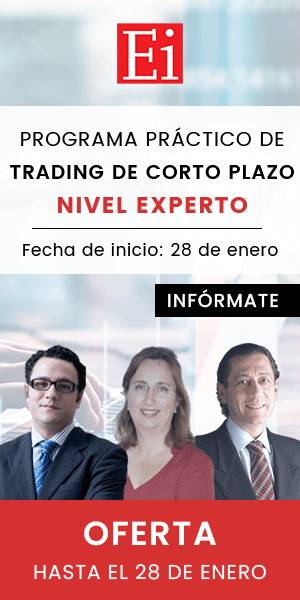 Ei
PROGRAMA PRÁCTICO DE
TRADING DE CORTO PLAZO
NIVEL EXPERTO
Fecha de inicio: 28 de enero
INFÓRMATE
OFERTA
HASTA EL 28 DE ENERO